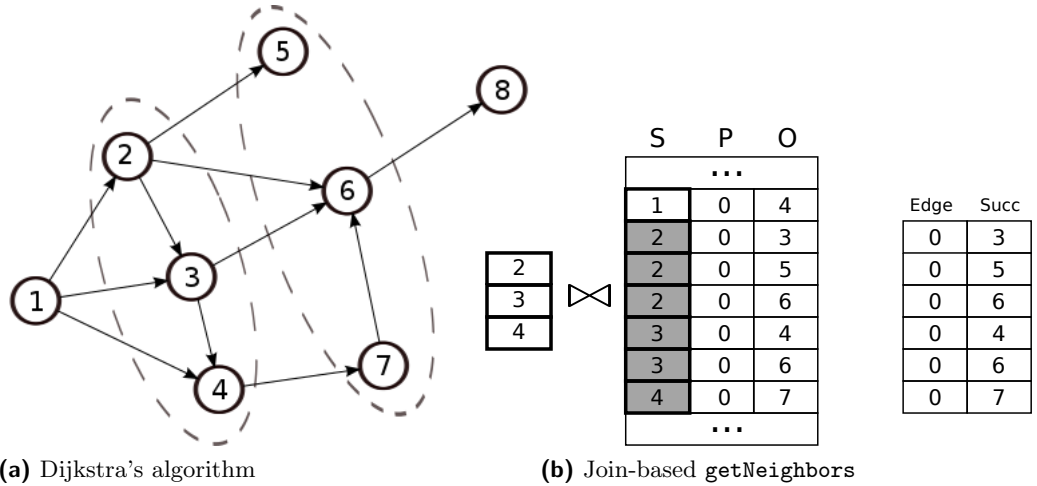 5
8
2
6
3
1
7
4
S P O
...
1 0 4
2 0 3
2 0 5
2 0 6
3 0 4
3 0 6
4 0 7
...
2
3
4
Edge Succ
0 3
0 5
0 6
0 4
0 6
0 7
(a) Dijkstra's algorithm
(b) Join-based getNeighbors